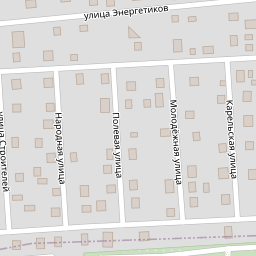 улица Энергетиков
улица Строителей
Народная улица
Полевая улица
Молодёжная улица
Карельская улица